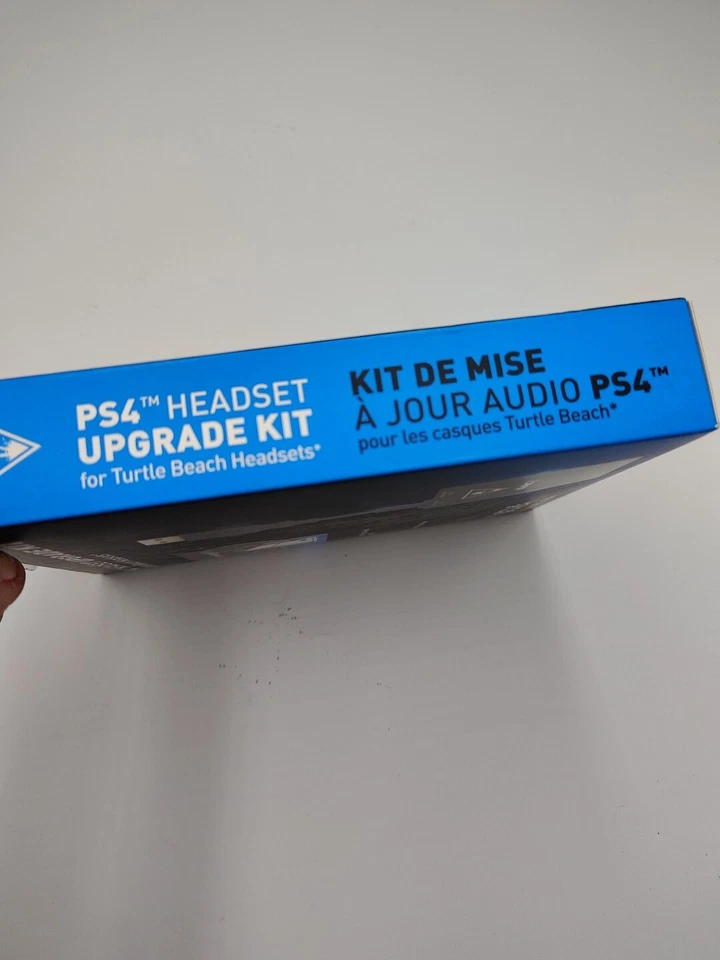 PS4™ HEADSET
UPGRADE KIT
for Turtle Beach Headsets*
KIT DE MISE
À JOUR AUDIO PS4™
pour les casques Turtle Beach*